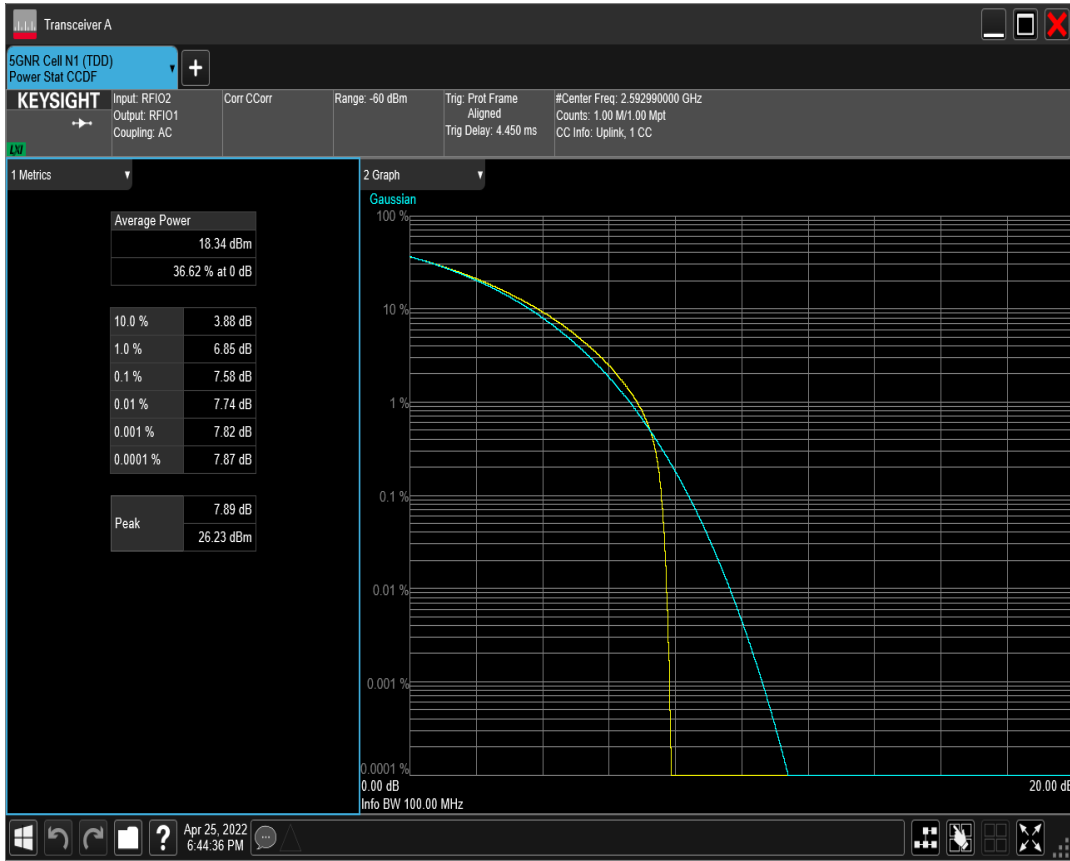 Transceiver A
5GNR Cell N1 (TDD)
Power Stat CCDF
+
KEYSIGHT
LXI
Input: RFIO2
Output: RFIO1
Coupling: AC
Corr CCorr
Range: -60 dBm
Trig: Prot Frame
Aligned
Trig Delay: 4.450 ms
#Center Freq: 2.592990000 GHz
Counts: 1.00 M/1.00 Mpt
CC Info: Uplink, 1 CC
1 Metrics
Average Power
18.34 dBm
36.62 % at 0 dB
10.0 % 3.88 dB
1.0 % 6.85 dB
0.1 % 7.58 dB
0.01 % 7.74 dB
0.001 % 7.82 dB
0.0001 % 7.87 dB
Peak
7.89 dB
26.23 dBm
2 Graph
Gaussian
100 %
10 %
1 %
0.1 %
0.01 %
0.001 %
0.0001 %
0.00 dB 20.00 dB
Info BW 100.00 MHz
?
Apr 25, 2022
6:44:36 PM